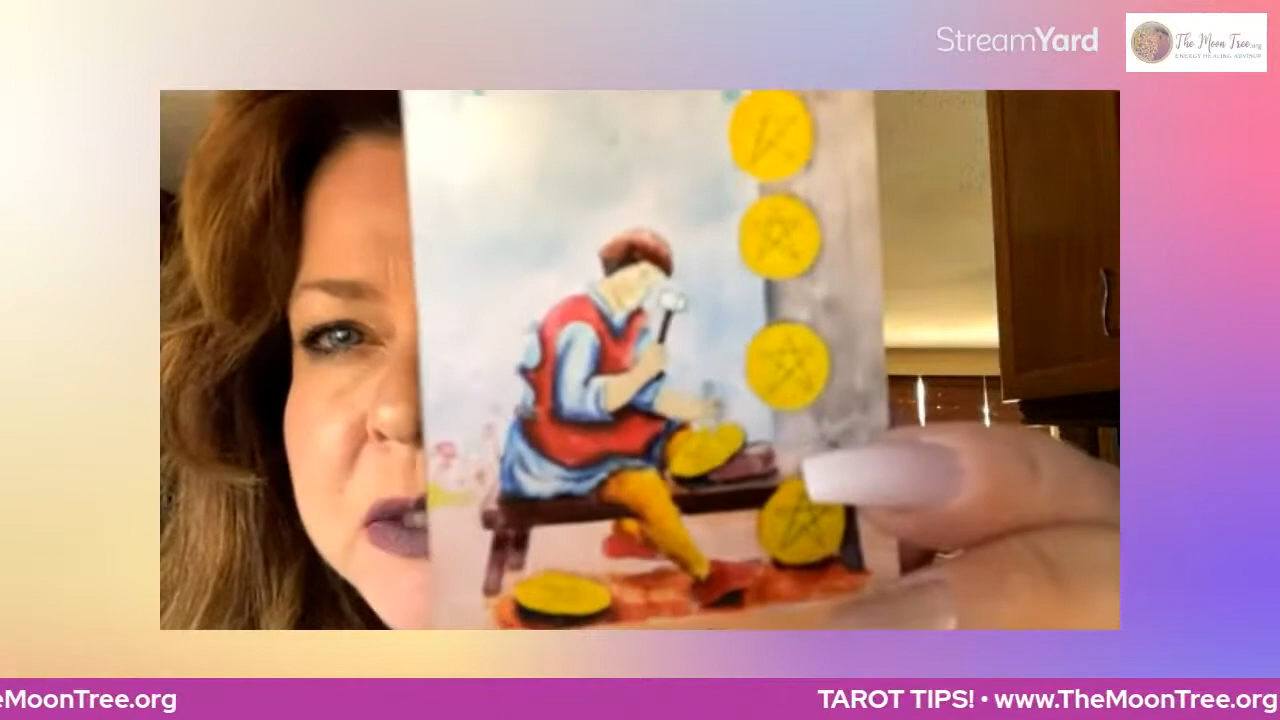 StreamYard
The Moon Tree.org
ENERGY HEALING ADVISOR
eMoonTree.org
TAROT TIPS! • www.TheMoonTree.org